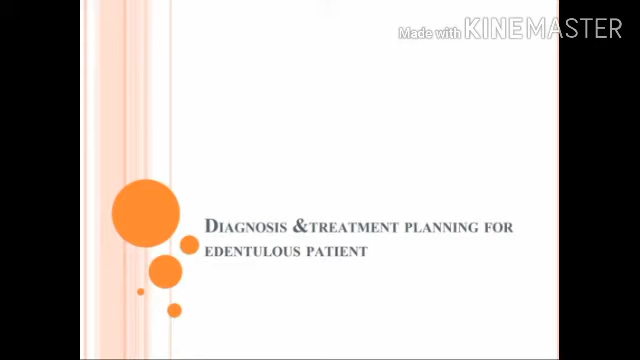 Made with KINEMASTER
DIAGNOSIS &TREATMENT PLANNING FOR
EDENTULOUS PATIENT